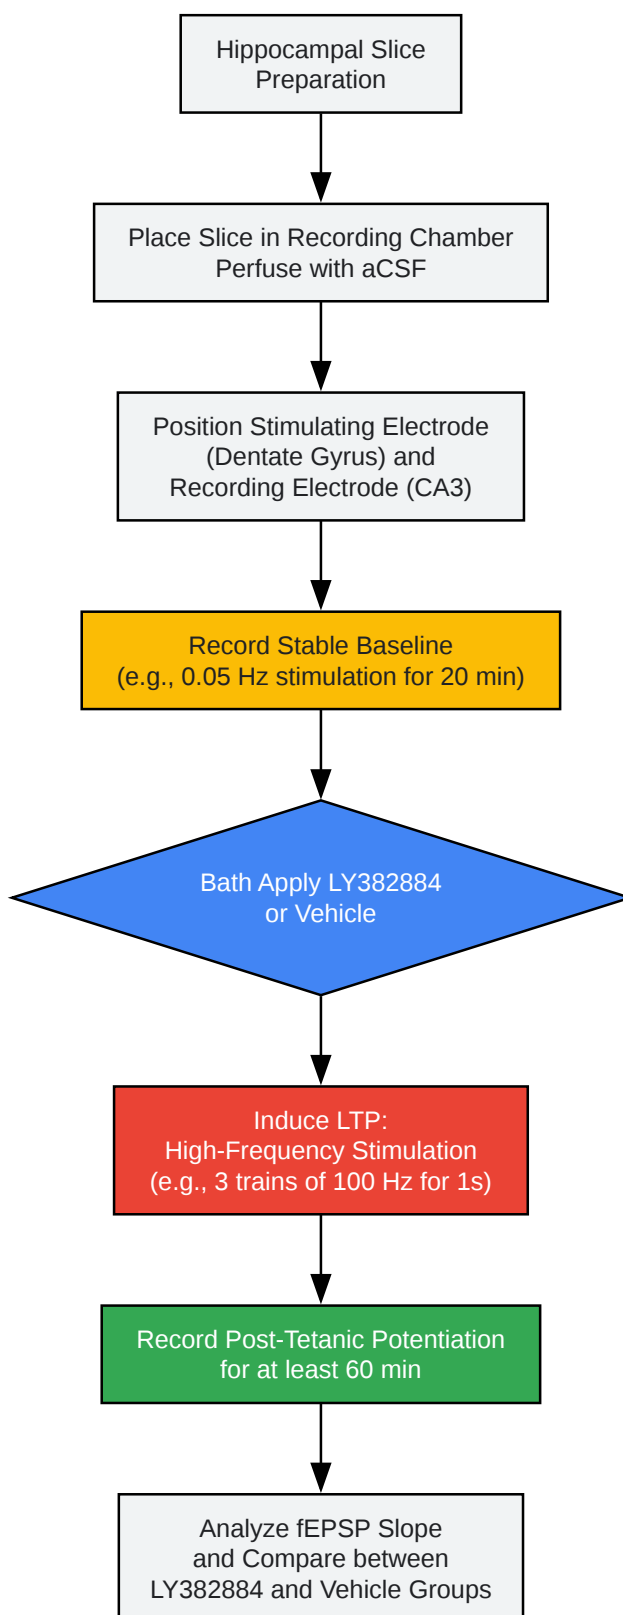 Hippocampal Slice
Preparation
Place Slice in Recording Chamber
Perfuse with aCSF
Position Stimulating Electrode
(Dentate Gyrus) and
Recording Electrode (CA3)
Record Stable Baseline
(e.g., 0.05 Hz stimulation for 20 min)
Bath Apply LY382884
or Vehicle
Induce LTP:
High-Frequency Stimulation
(e.g., 3 trains of 100 Hz for 1s)
Record Post-Tetanic Potentiation
for at least 60 min
Analyze fEPSP Slope
and Compare between
LY382884 and Vehicle Groups